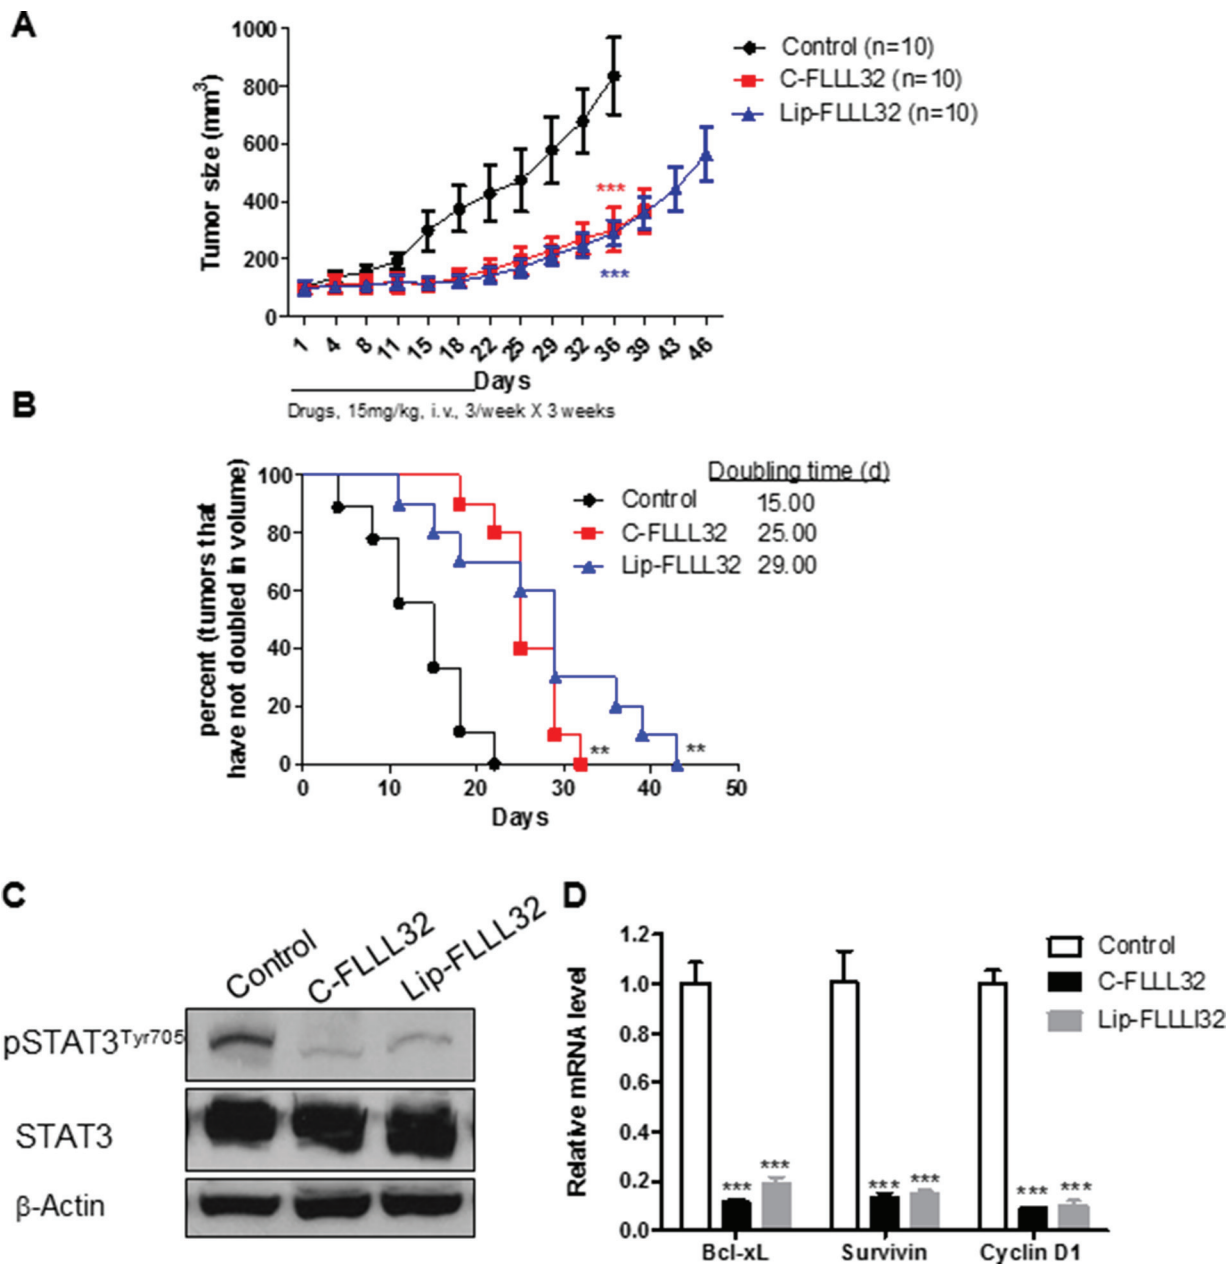 A
Tumor size (mm³)
1000
800
600
400
200
0
Control (n=10)
C-FLLL32 (n=10)
Lip-FLLL32 (n=10)
***
***
1 4 8 11 15 18 22 25 29 32 36 39 43 46
Days
Drugs, 15mg/kg, i.v., 3/week X 3 weeks
B
percent (tumors that
have not doubled in volume)
100
80
60
40
20
0
Doubling time (d)
Control 15.00
C-FLLL32 25.00
Lip-FLLL32 29.00
** **
0 10 20 30 40 50
Days
C
Control C-FLLL32 Lip-FLLL32
pSTAT3Tyr705
STAT3
β-Actin
D
Relative mRNA level
1.2
1.0
0.8
0.6
0.4
0.2
0.0
Control
C-FLLL32
Lip-FLLLl32
*** *** *** *** *** ***
Bcl-xL Survivin Cyclin D1